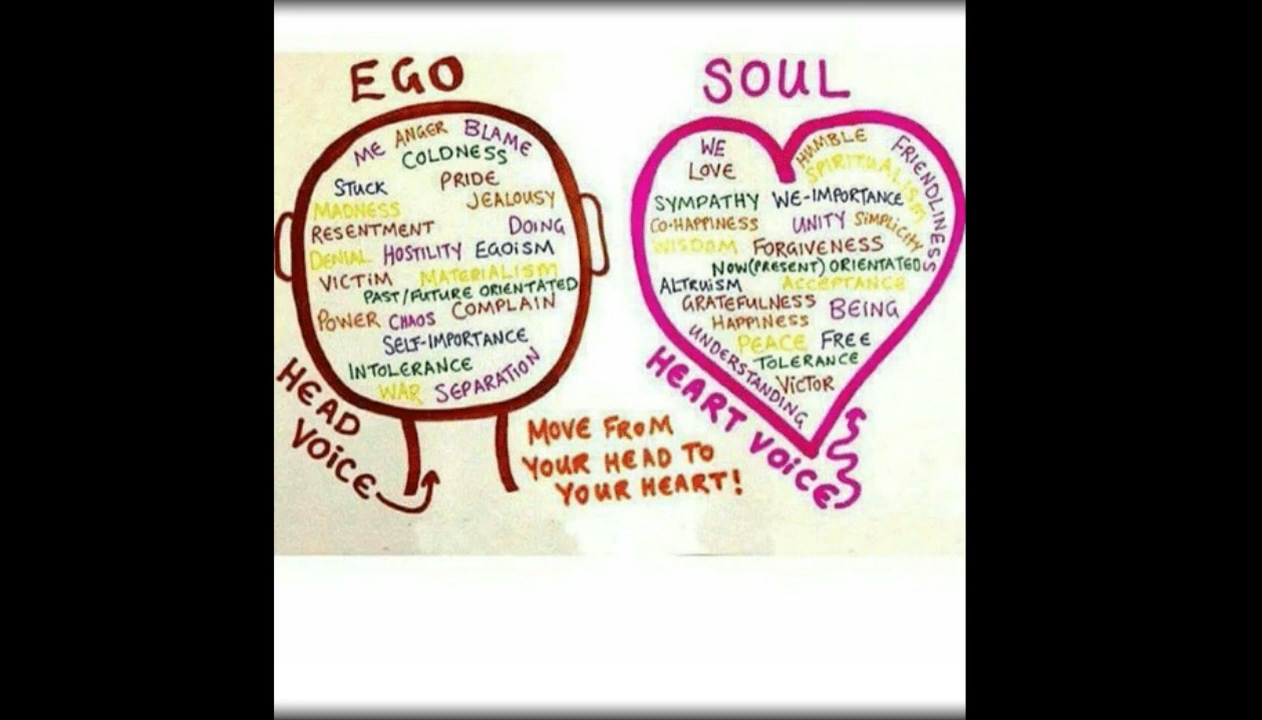 EGO
ME ANGER BLAME
COLDNESS
STUCK PRIDE
MADNESS JEALOUSY
RESENTMENT DOING
DENIAL HOSTILITY EGOISM
VICTIM MATERIALISM
PAST/FUTURE ORIENTATED
POWER CHAOS COMPLAIN
SELF-IMPORTANCE
INTOLERANCE
WAR SEPARATION
HEAD
VOICE
MOVE FROM
YOUR HEAD TO
YOUR HEART!
SOUL
WE HUMBLE FRIENDLINESS
LOVE SPIRITUALISM
SYMPATHY WE-IMPORTANCE
CO-HAPPINESS UNITY SIMPLICITY
WISDOM FORGIVENESS
NOW(PRESENT) ORIENTATED
ALTRUISM ACCEPTANCE
GRATEFULNESS BEING
HAPPINESS
PEACE FREE
UNDERSTANDING TOLERANCE
VICTOR
HEART VOICE